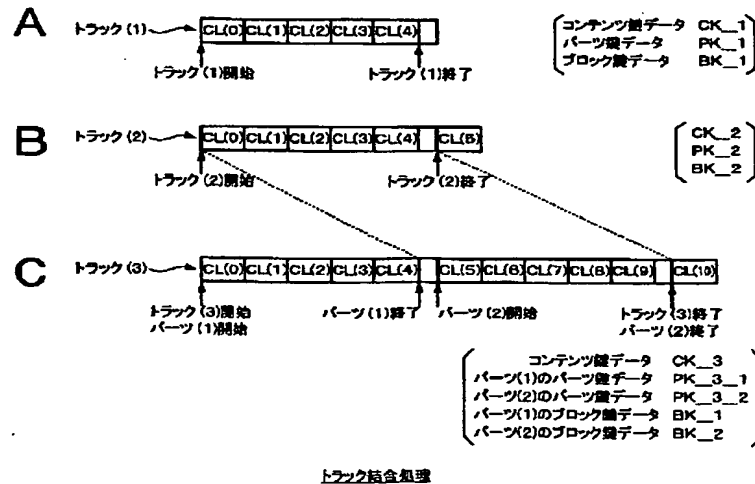 A
トラック(1)
CL(0) CL(1) CL(2) CL(3) CL(4)
トラック(1)開始
トラック(1)終了
コンテンツ鍵データ CK__1
パーツ鍵データ PK__1
ブロック鍵データ BK__1
B
トラック(2)
CL(0) CL(1) CL(2) CL(3) CL(4) CL(5)
トラック(2)開始
トラック(2)終了
CK__2
PK__2
BK__2
C
トラック(3)
CL(0) CL(1) CL(2) CL(3) CL(4) CL(5) CL(6) CL(7) CL(8) CL(9) CL(10)
トラック(3)開始
パーツ(1)開始
パーツ(1)終了
パーツ(2)開始
トラック(3)終了
パーツ(2)終了
コンテンツ鍵データ CK__3
パーツ(1)のパーツ鍵データ PK__3__1
パーツ(2)のパーツ鍵データ PK__3__2
パーツ(1)のブロック鍵データ BK__1
パーツ(2)のブロック鍵データ BK__2
トラック結合処理